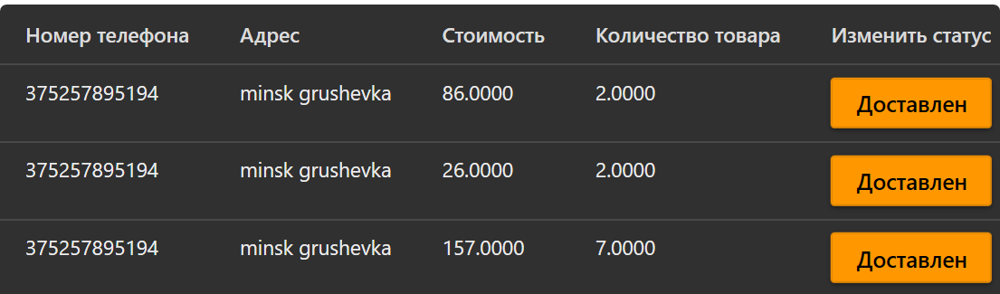 Номер телефона Адрес Стоимость Количество товара Изменить статус
375257895194 minsk grushevka 86.0000 2.0000 Доставлен
375257895194 minsk grushevka 26.0000 2.0000 Доставлен
375257895194 minsk grushevka 157.0000 7.0000 Доставлен